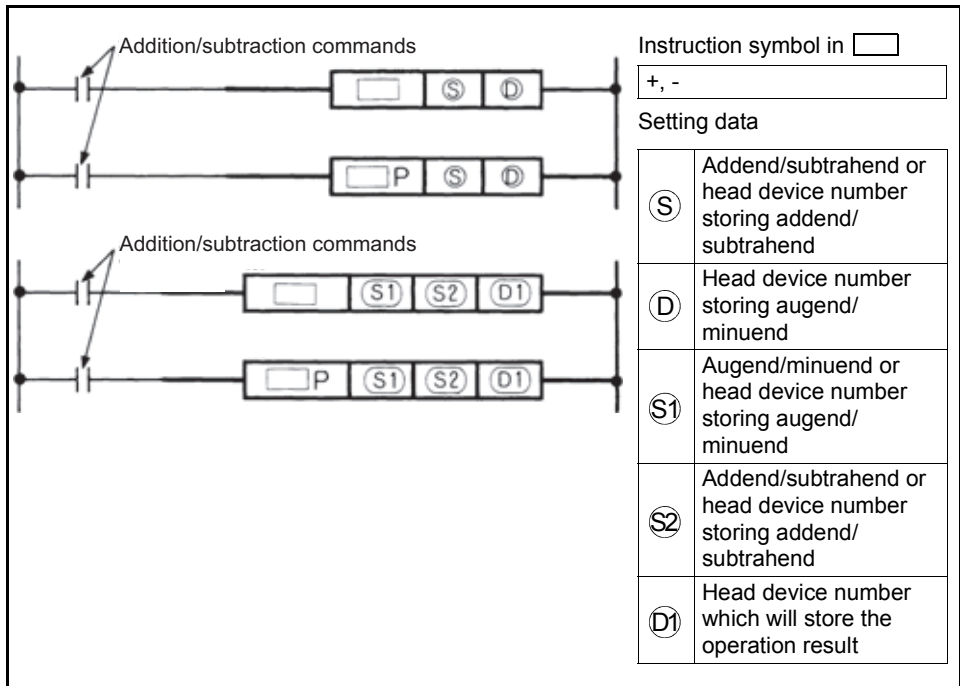 Addition/subtraction commands
S D
P S D
Addition/subtraction commands
S1 S2 D1
P S1 S2 D1
Instruction symbol in
+, -
Setting data
S
Addend/subtrahend or
head device number
storing addend/
subtrahend
D
Head device number
storing augend/
minuend
S1
Augend/minuend or
head device number
storing augend/
minuend
S2
Addend/subtrahend or
head device number
storing addend/
subtrahend
D1
Head device number
which will store the
operation result